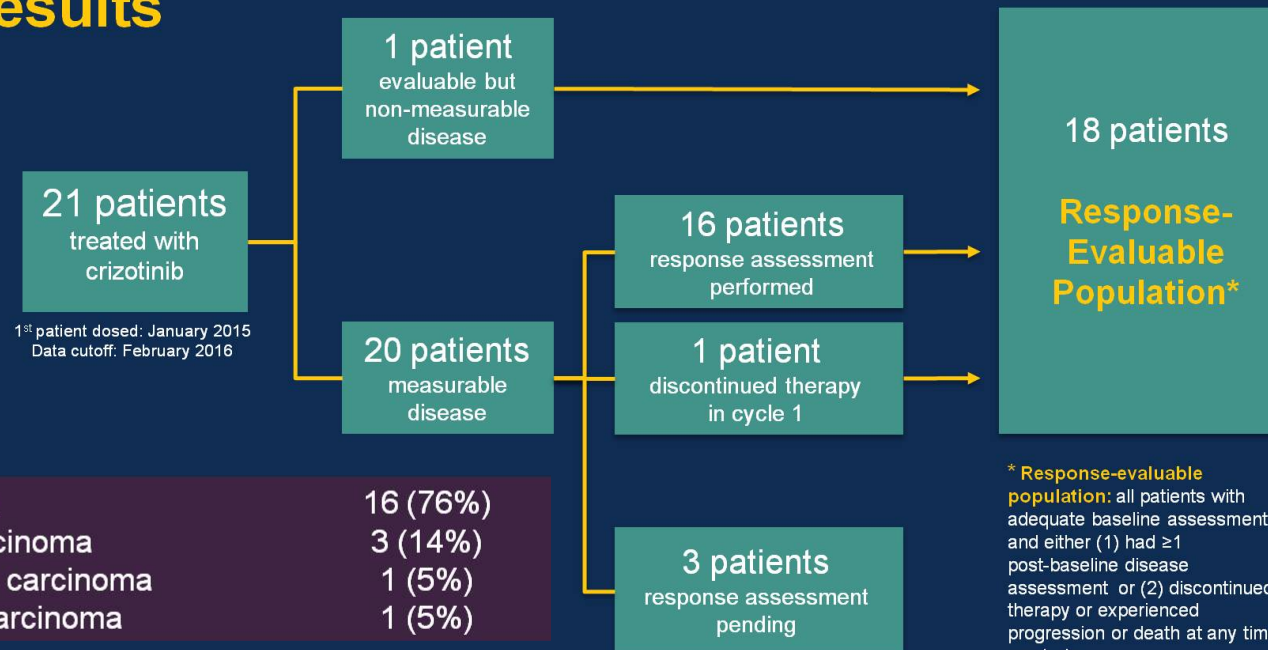 esults
1 patient
evaluable but
non-measurable
disease
21 patients
treated with
crizotinib
1st patient dosed: January 2015
Data cutoff: February 2016
20 patients
measurable
disease
16 patients
response assessment
performed
1 patient
discontinued therapy
in cycle 1
3 patients
response assessment
pending
18 patients
Response-
Evaluable
Population*
* Response-evaluable
population: all patients with
adequate baseline assessment
and either (1) had ≥1
post-baseline disease
assessment or (2) discontinued
therapy or experienced
progression or death at any tim
16 (76%)
cinoma 3 (14%)
carcinoma 1 (5%)
arcinoma 1 (5%)